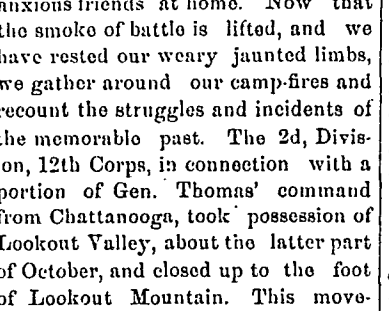 anxious friends at home. Now that
the smoke of battle is lifted, and we
have rested our weary jaunted limbs,
we gather around our camp-fires and
recount the struggles and incidents of
the memorable past. The 2d, Divis-
on, 12th Corps, in connection with a
portion of Gen. Thomas' command
from Chattanooga, took possession of
Lookout Valley, about the latter part
of October, and closed up to the foot
of Lookout Mountain. This move-